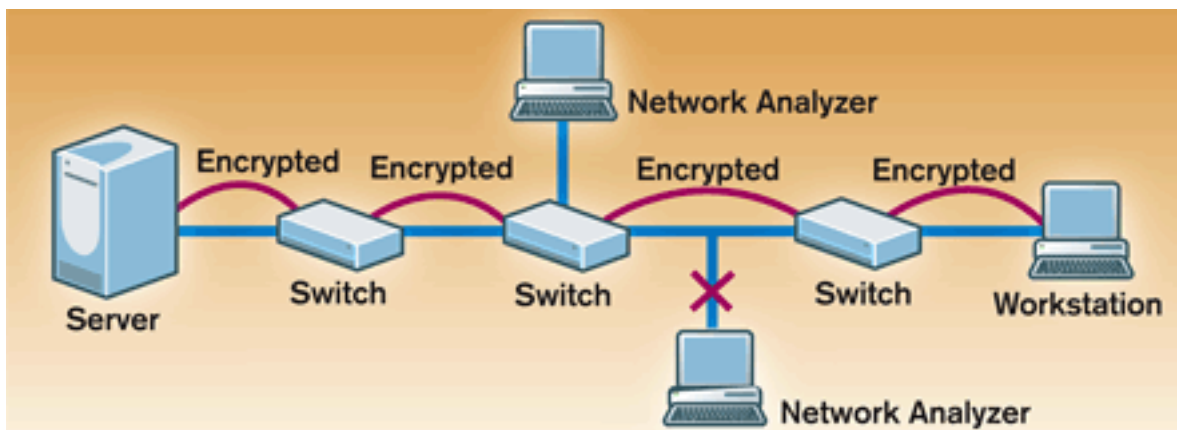 Network Analyzer
Encrypted
Encrypted
Encrypted
Encrypted
Server
Switch
Switch
Switch
Workstation
Network Analyzer